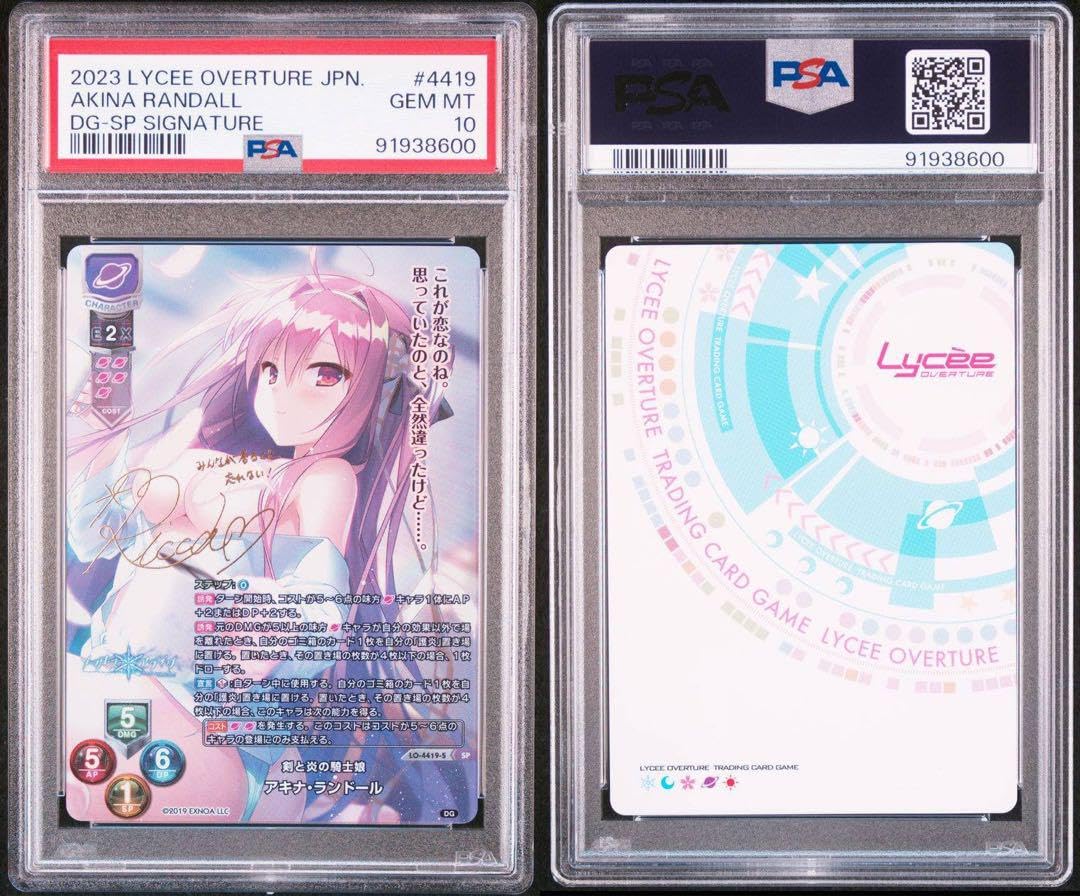 2023 LYCEE OVERTURE JPN. #4419
AKINA RANDALL GEM MT
DG-SP SIGNATURE 10
PSA 91938600
CHARACTER
EX 2
COST
これが恋なのね。
思っていたのと、全然違ったけど……。
ステップ:0
誘発 ターン開始時、コストが5~6点の味方キャラ1体にAP
+2またはDP+2する。
誘発 元のDMGが5以上の味方キャラが自分の効果以外で場
を離れたとき、自分のゴミ箱のカード1枚を自分の「護炎」置き場
に置ける。置いたとき、その置き場の枚数が4枚以下の場合、1枚
ドローする。
宣言 :自ターン中に使用する。自分のゴミ箱のカード1枚を自
分の「護炎」置き場に置ける。置いたとき、その置き場の枚数が4
枚以下の場合、このキャラは次の能力を得る。
コスト を発生する。このコストはコストが5~6点の
キャラの登場にのみ支払える。
5
DMG
5
AP
6
DP
1
SP
LO-4419-S SP
剣と炎の騎士娘
アキナ・ランドール
©2019 EXNOA LLC
DG
PSA
PSA
PSA
91938600
LYCEE OVERTURE TRADING CARD GAME LYCEE OVERTURE
OVERTURE TRADING CARD GAME
LYCEE OVERTURE TRADING CARD GAME
Lycèe
OVERTURE
LYCEE OVERTURE TRADING CARD GAME
PSA